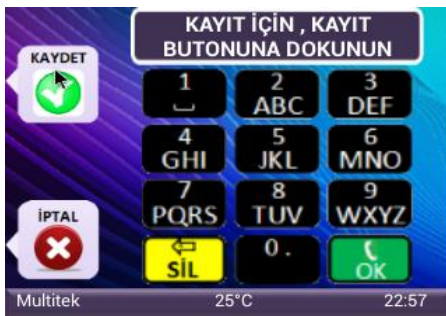 KAYIT İÇİN , KAYIT
BUTONUNA DOKUNUN
KAYDET
1 2 3
ABC DEF
4 5 6
GHI JKL MNO
7 8 9
PQRS TUV WXYZ
İPTAL
SİL 0 . OK
Multitek 25°C 22:57